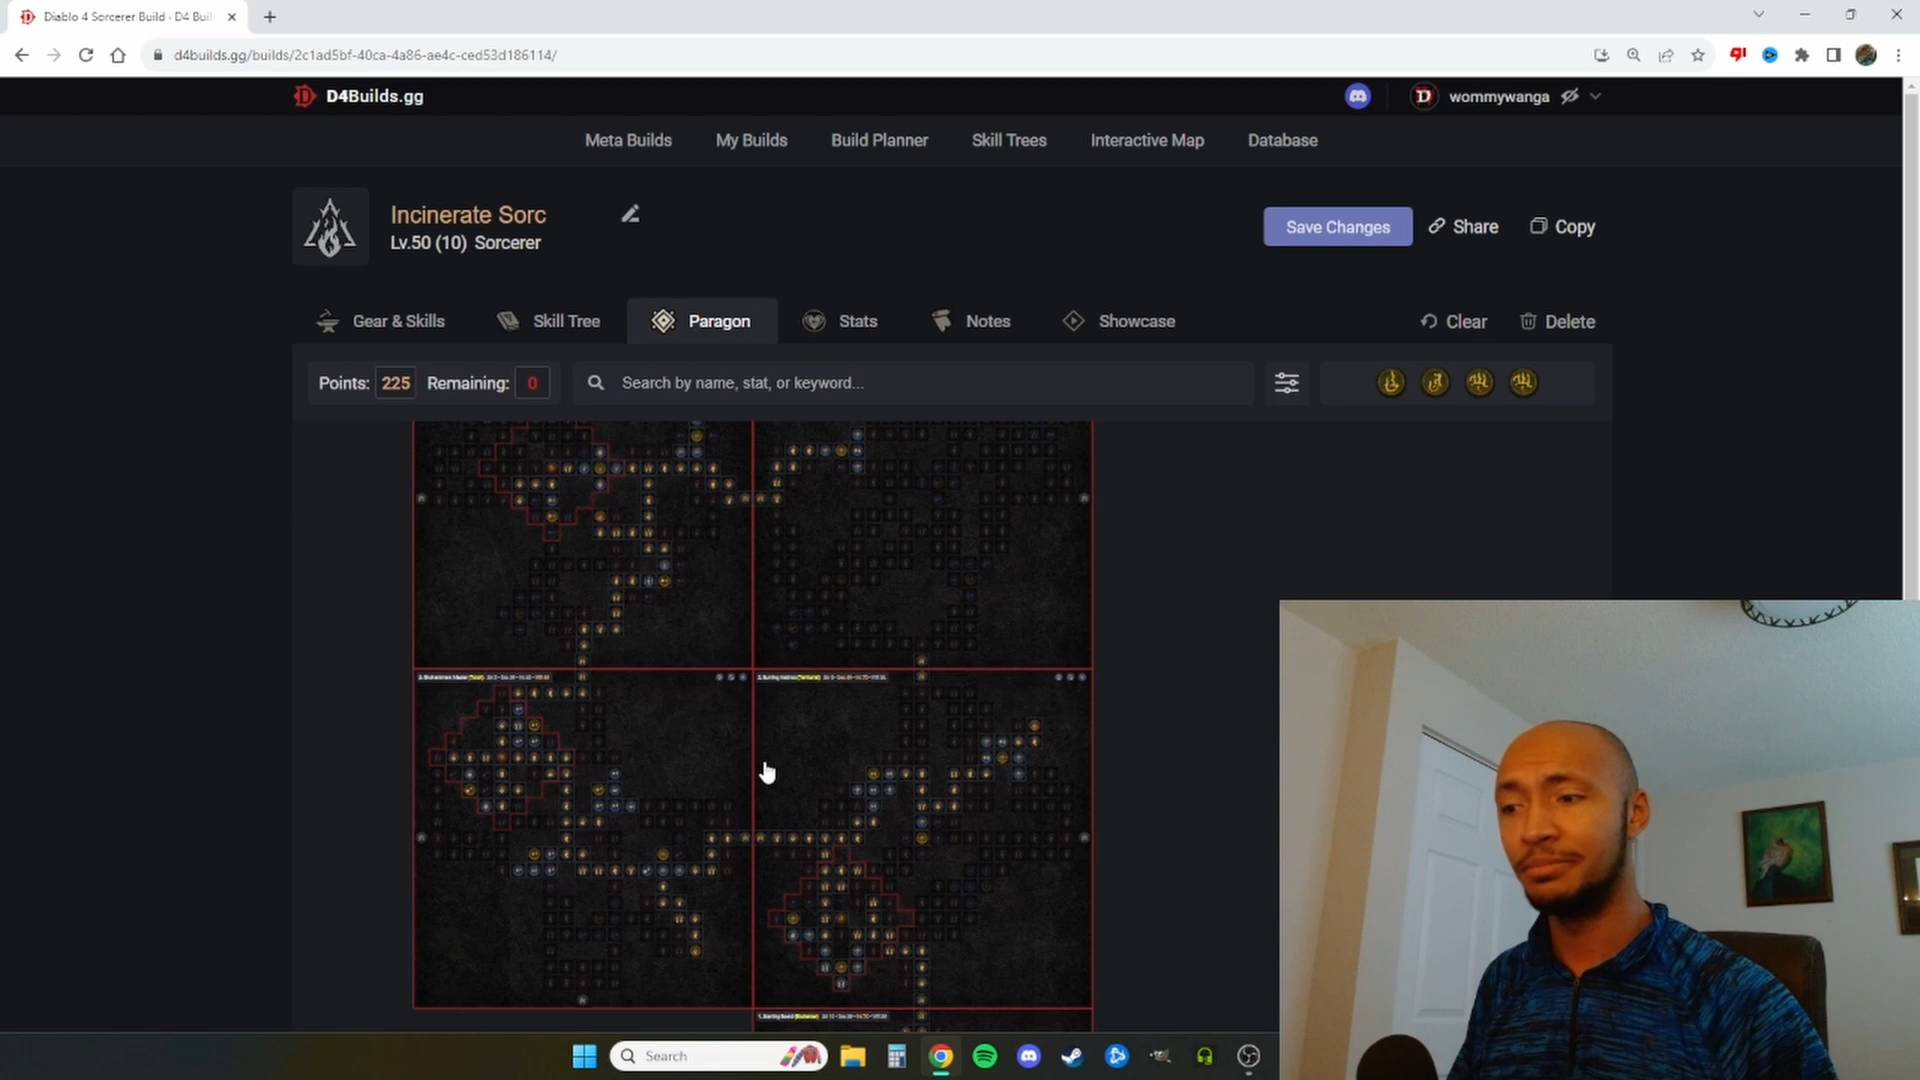 Diablo 4 Sorcerer Build - D4 Buil
d4builds.gg/builds/2c1ad5bf-40ca-4a86-ae4c-ced53d186114/
D4Builds.gg
wommywanga
Meta Builds
My Builds
Build Planner
Skill Trees
Interactive Map
Database
Incinerate Sorc
Lv.50 (10) Sorcerer
Save Changes
Share
Copy
Gear & Skills
Skill Tree
Paragon
Stats
Notes
Showcase
Clear
Delete
Points: 225 Remaining: 0
Search by name, stat, or keyword...
Search